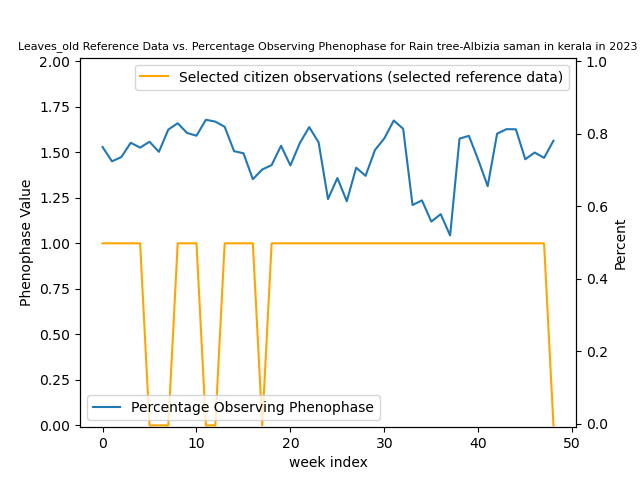 Leaves_old Reference Data vs. Percentage Observing Phenophase for Rain tree-Albizia saman in kerala in 2023
Selected citizen observations (selected reference data)
Percentage Observing Phenophase
Phenophase Value
2.00
1.75
1.50
1.25
1.00
0.75
0.50
0.25
0.00
1.0
0.8
0.6
0.4
0.2
0.0
Percent
0 10 20 30 40 50
week index